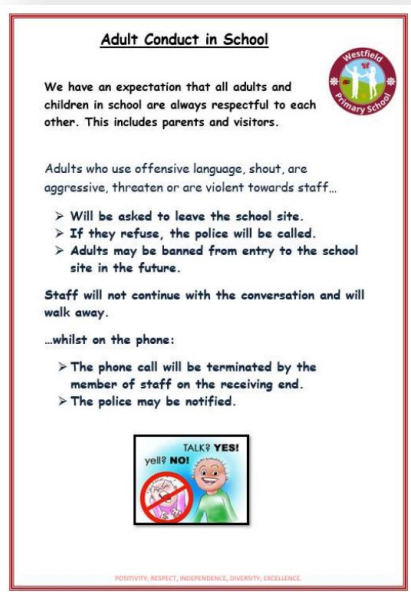 Adult Conduct in School
Westfield
Primary School
We have an expectation that all adults and
children in school are always respectful to each
other. This includes parents and visitors.
Adults who use offensive language, shout, are
aggressive, threaten or are violent towards staff…
➢ Will be asked to leave the school site.
➢ If they refuse, the police will be called.
➢ Adults may be banned from entry to the school
site in the future.
Staff will not continue with the conversation and will
walk away.
…whilst on the phone:
➢ The phone call will be terminated by the
member of staff on the receiving end.
➢ The police may be notified.
TALK? YES!
yell? NO!
POSITIVITY, RESPECT, INDEPENDENCE, DIVERSITY, EXCELLENCE.